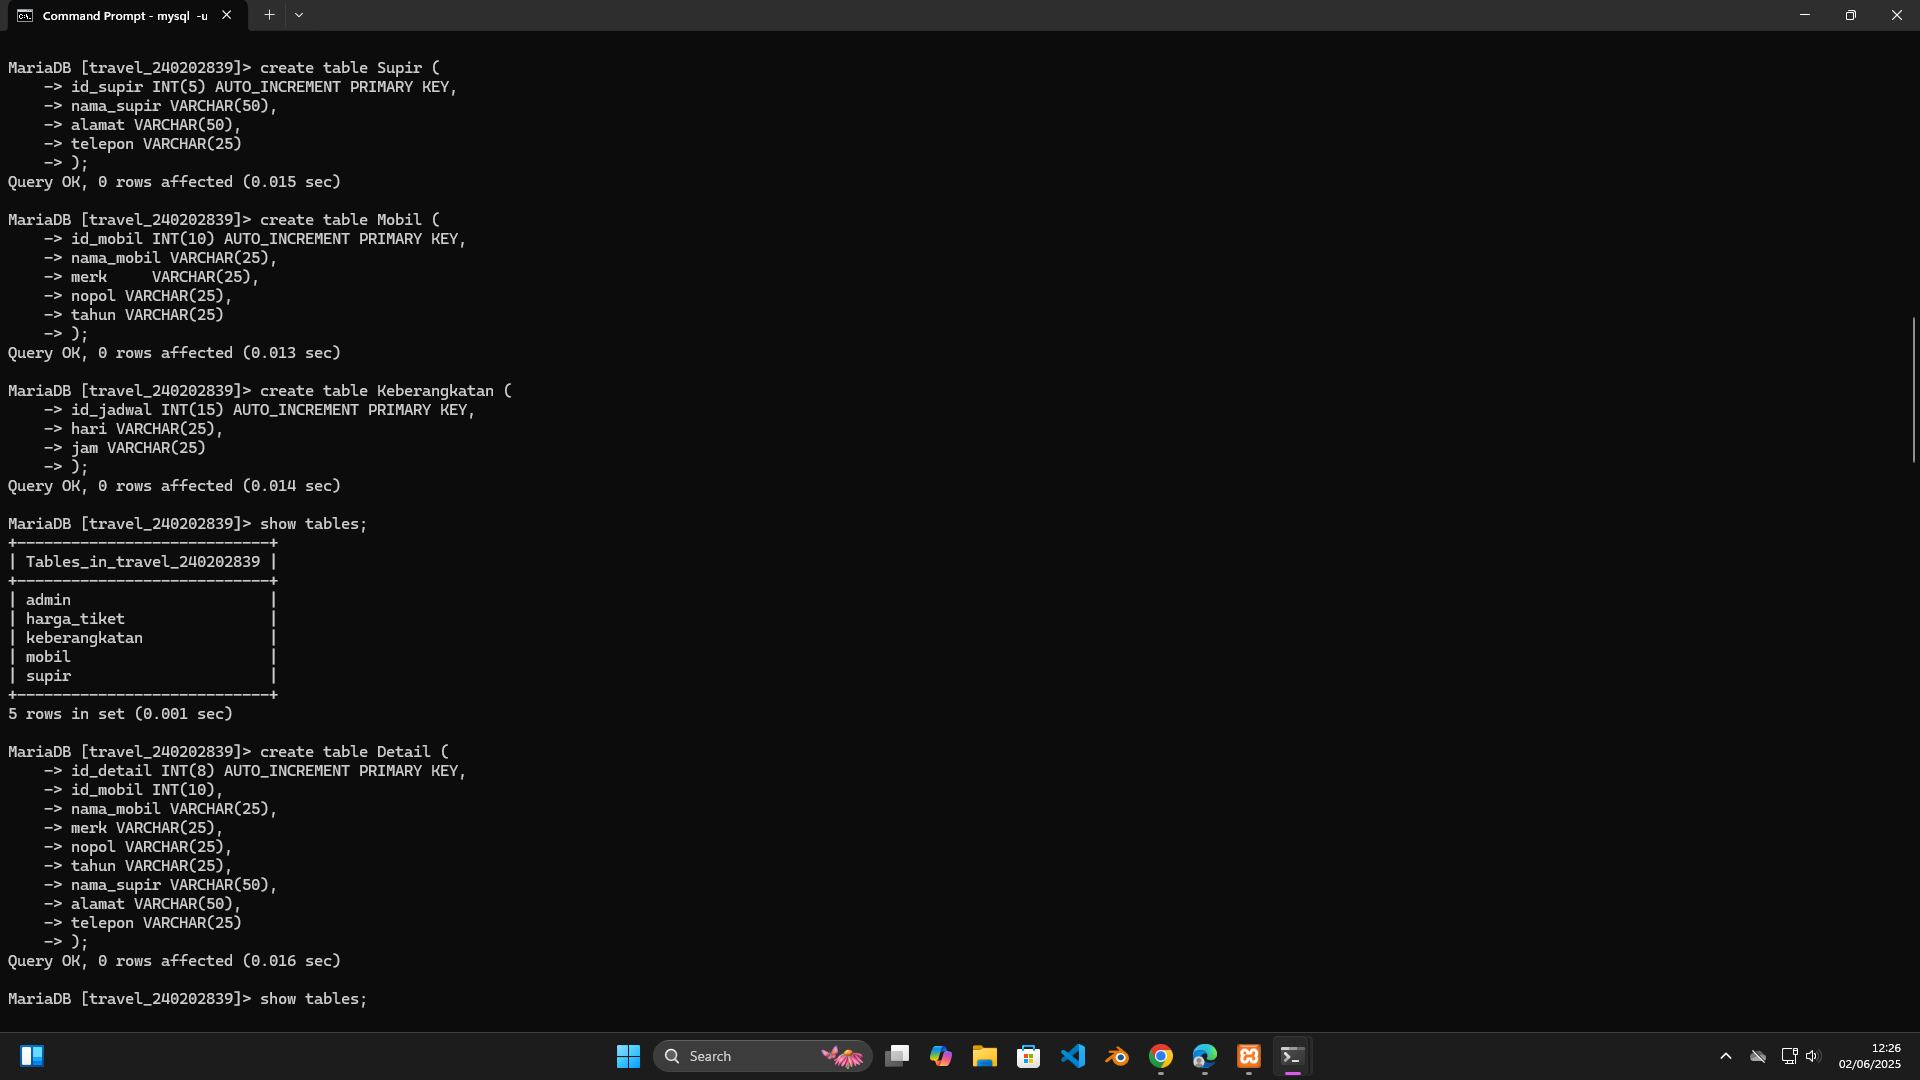 Command Prompt - mysql -u
MariaDB [travel_240202839]> create table Supir (
    -> id_supir INT(5) AUTO_INCREMENT PRIMARY KEY,
    -> nama_supir VARCHAR(50),
    -> alamat VARCHAR(50),
    -> telepon VARCHAR(25)
    -> );
Query OK, 0 rows affected (0.015 sec)
MariaDB [travel_240202839]> create table Mobil (
    -> id_mobil INT(10) AUTO_INCREMENT PRIMARY KEY,
    -> nama_mobil VARCHAR(25),
    -> merk     VARCHAR(25),
    -> nopol VARCHAR(25),
    -> tahun VARCHAR(25)
    -> );
Query OK, 0 rows affected (0.013 sec)
MariaDB [travel_240202839]> create table Keberangkatan (
    -> id_jadwal INT(15) AUTO_INCREMENT PRIMARY KEY,
    -> hari VARCHAR(25),
    -> jam VARCHAR(25)
    -> );
Query OK, 0 rows affected (0.014 sec)
MariaDB [travel_240202839]> show tables;
+----------------------------+
| Tables_in_travel_240202839 |
+----------------------------+
| admin                      |
| harga_tiket                |
| keberangkatan              |
| mobil                      |
| supir                      |
+----------------------------+
5 rows in set (0.001 sec)
MariaDB [travel_240202839]> create table Detail (
    -> id_detail INT(8) AUTO_INCREMENT PRIMARY KEY,
    -> id_mobil INT(10),
    -> nama_mobil VARCHAR(25),
    -> merk VARCHAR(25),
    -> nopol VARCHAR(25),
    -> tahun VARCHAR(25),
    -> nama_supir VARCHAR(50),
    -> alamat VARCHAR(50),
    -> telepon VARCHAR(25)
    -> );
Query OK, 0 rows affected (0.016 sec)
MariaDB [travel_240202839]> show tables;
Search
12:26
02/06/2025